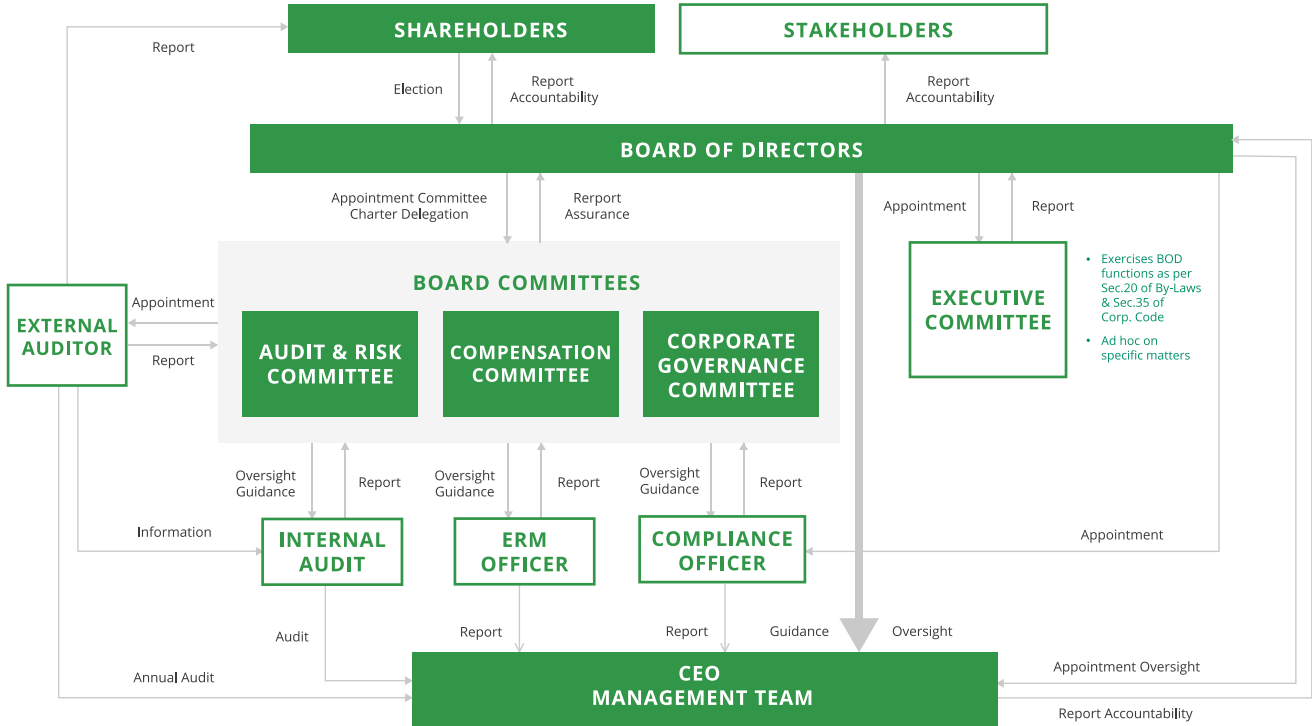 SHAREHOLDERS
STAKEHOLDERS
Report
Election
Report
Accountability
Report
Accountability
BOARD OF DIRECTORS
Appointment Committee
Charter Delegation
Rerport
Assurance
Appointment
Report
BOARD COMMITTEES
AUDIT & RISK
COMMITTEE
COMPENSATION
COMMITTEE
CORPORATE
GOVERNANCE
COMMITTEE
EXECUTIVE
COMMITTEE
• Exercises BOD
functions as per
Sec.20 of By-Laws
& Sec.35 of
Corp. Code
• Ad hoc on
specific matters
EXTERNAL
AUDITOR
Appointment
Report
Oversight
Guidance
Report
Oversight
Guidance
Report
Oversight
Guidance
Report
Information
INTERNAL
AUDIT
ERM
OFFICER
COMPLIANCE
OFFICER
Appointment
Audit
Report
Report
Guidance
Oversight
Annual Audit
CEO
MANAGEMENT TEAM
Appointment Oversight
Report Accountability